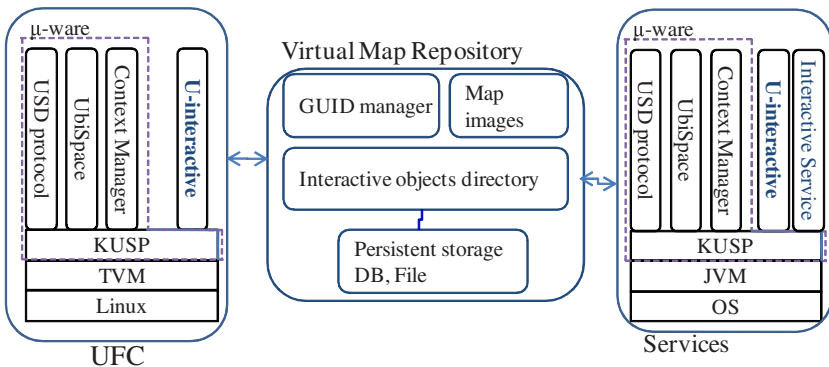 μ-ware
USD protocol
UbiSpace
Context Manager
U-interactive
KUSP
TVM
Linux
UFC
Virtual Map Repository
GUID manager
Map
images
Interactive objects directory
Persistent storage
DB, File
μ-ware
USD protocol
UbiSpace
Context Manager
U-interactive
Interactive Service
KUSP
JVM
OS
Services